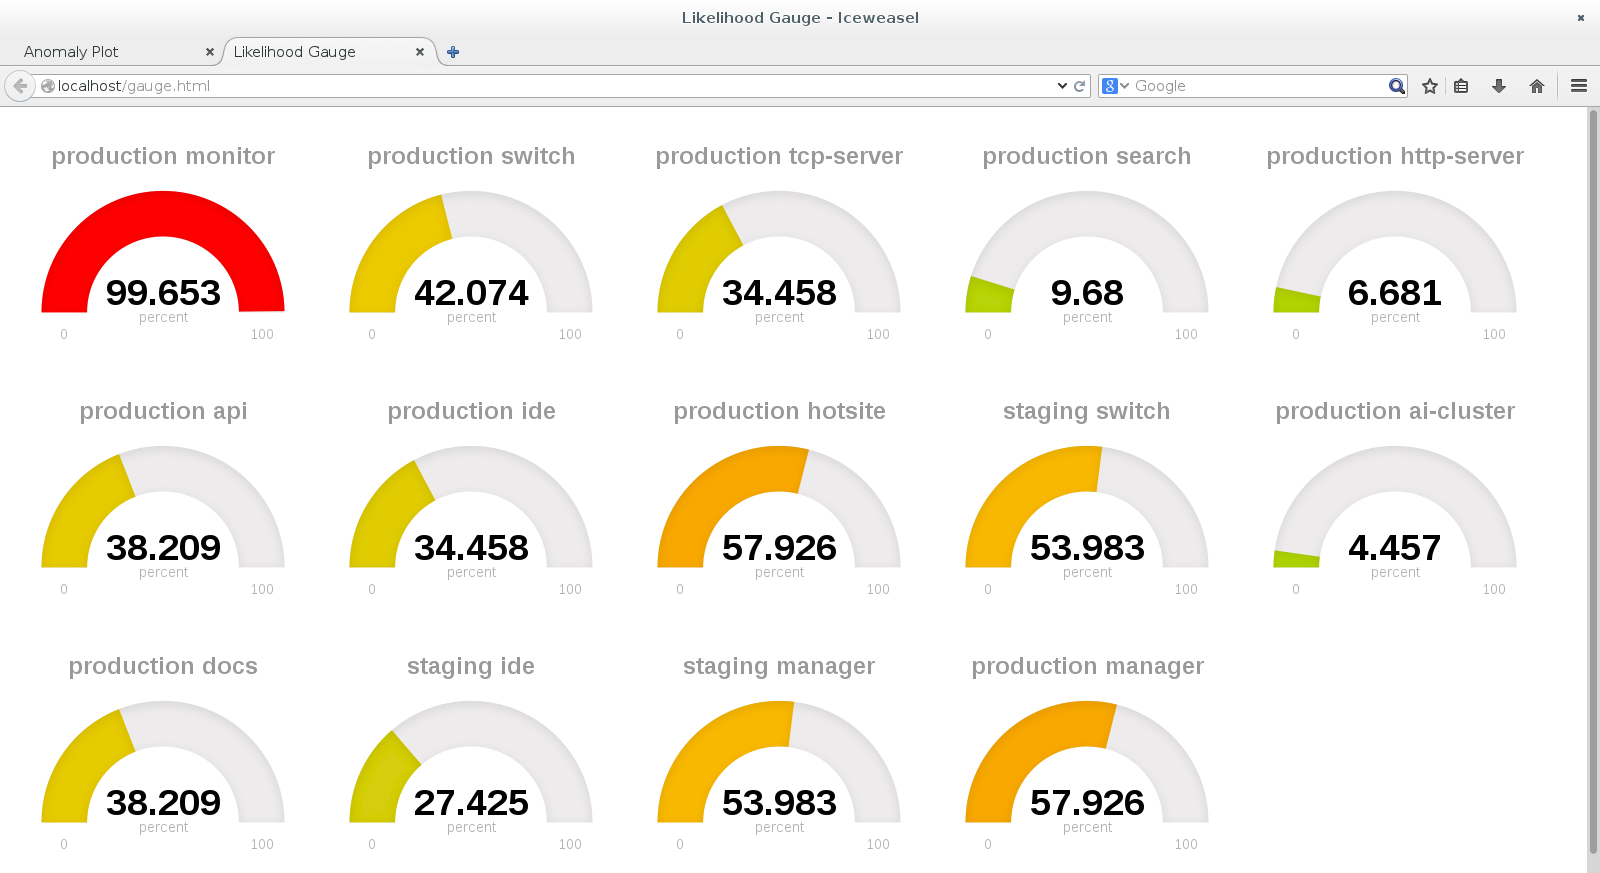 Likelihood Gauge - Iceweasel
Anomaly Plot
Likelihood Gauge
localhost/gauge.html
Google
production monitor
production switch
production tcp-server
production search
production http-server
99.653
42.074
34.458
9.68
6.681
percent
percent
percent
percent
percent
0 100
0 100
0 100
0 100
0 100
production api
production ide
production hotsite
staging switch
production ai-cluster
38.209
34.458
57.926
53.983
4.457
percent
percent
percent
percent
percent
0 100
0 100
0 100
0 100
0 100
production docs
staging ide
staging manager
production manager
38.209
27.425
53.983
57.926
percent
percent
percent
percent
0 100
0 100
0 100
0 100